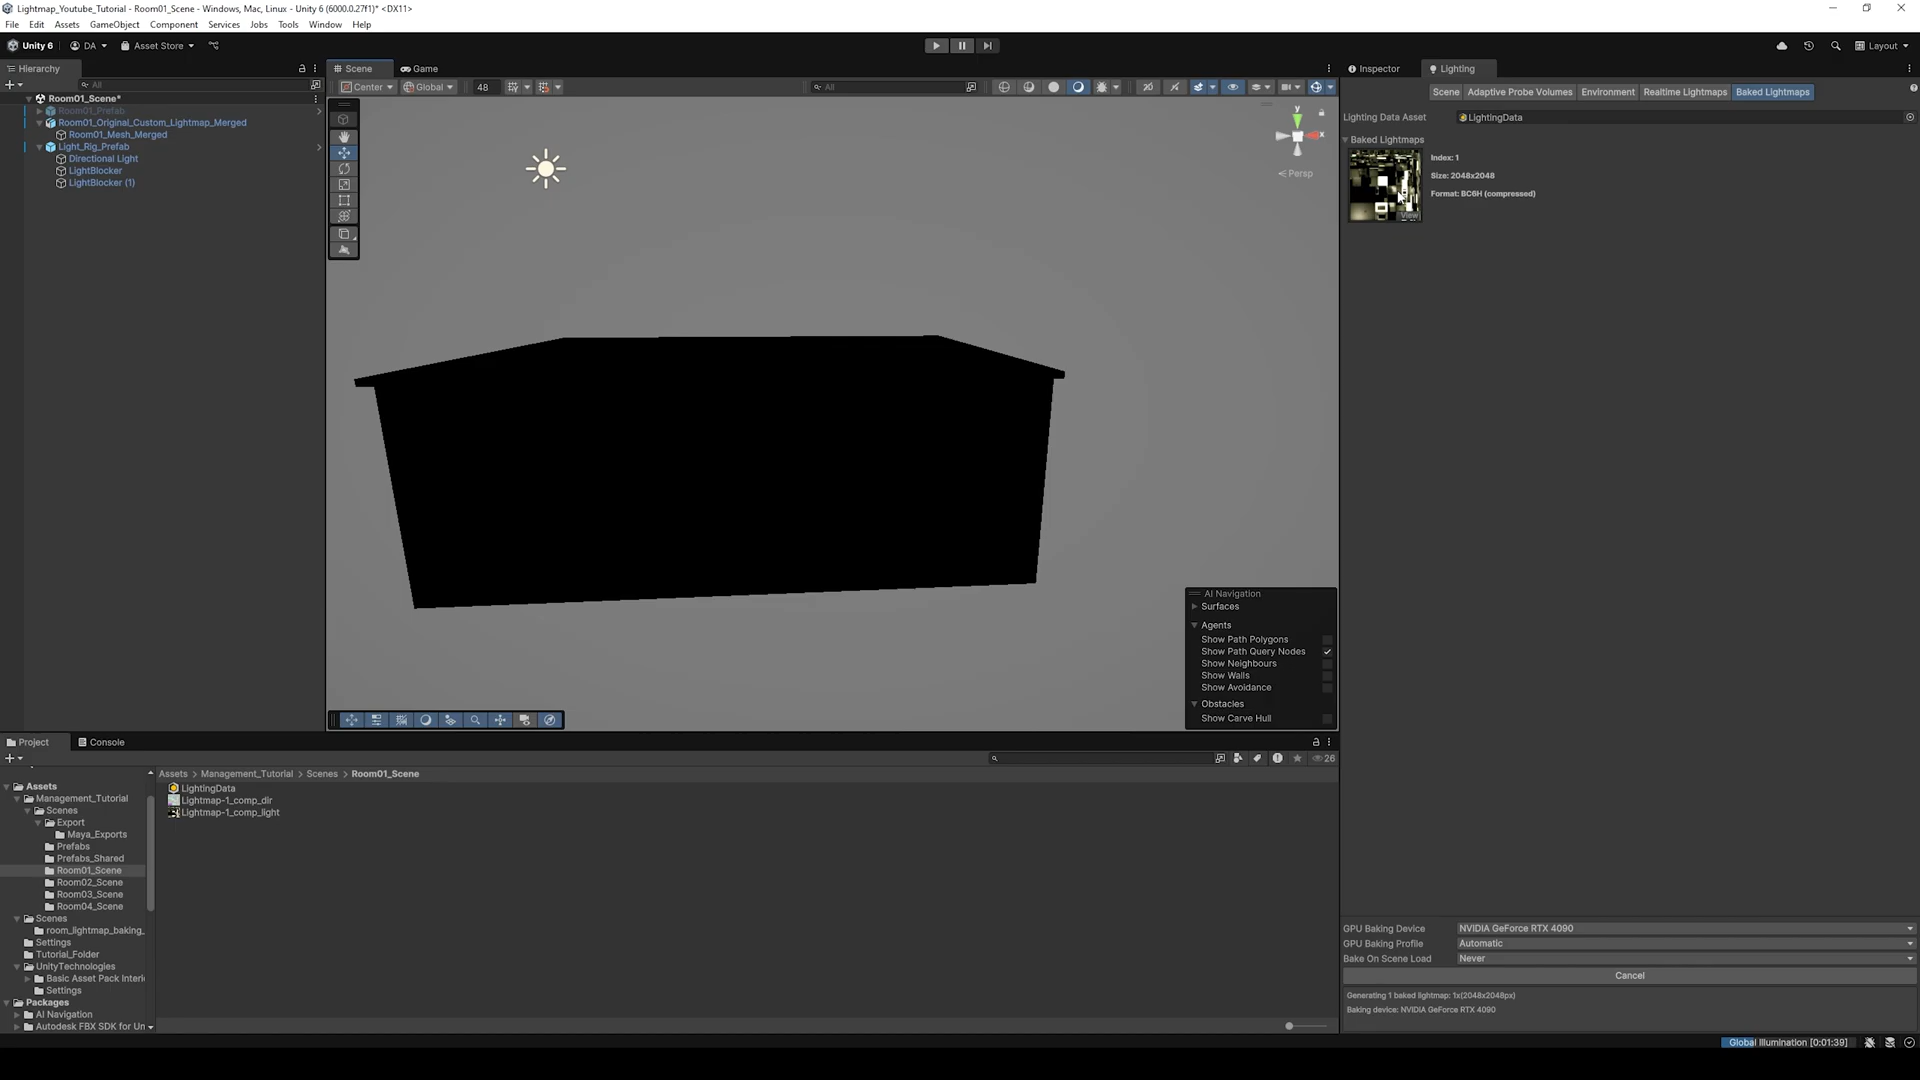 Lightmap_Youtube_Tutorial - Room01_Scene - Windows, Mac, Linux - Unity 6 (6000.0.27f1)* <DX11>
File Edit Assets GameObject Component Services Jobs Tools Window Help
Unity 6 DA Asset Store Layout
Hierarchy
All
Room01_Scene*
Room01_Prefab
Room01_Original_Custom_Lightmap_Merged
Room01_Mesh_Merged
Light_Rig_Prefab
Directional Light
LightBlocker
LightBlocker (1)
Scene Game
Center Global 48 All
y
x
Persp
AI Navigation
Surfaces
Agents
Show Path Polygons
Show Path Query Nodes
Show Neighbours
Show Walls
Show Avoidance
Obstacles
Show Carve Hull
Inspector Lighting
Scene Adaptive Probe Volumes Environment Realtime Lightmaps Baked Lightmaps
Lighting Data Asset LightingData
Baked Lightmaps
Index: 1
Size: 2048x2048
Format: BC6H (compressed)
View
GPU Baking Device NVIDIA GeForce RTX 4090
GPU Baking Profile Automatic
Bake On Scene Load Never
Cancel
Generating 1 baked lightmap: 1x(2048x2048px)
Baking device: NVIDIA GeForce RTX 4090
Project Console
26
Assets
Management_Tutorial
Scenes
Export
Maya_Exports
Prefabs
Prefabs_Shared
Room01_Scene
Room02_Scene
Room03_Scene
Room04_Scene
Scenes
room_lightmap_baking_
Settings
Tutorial_Folder
UnityTechnologies
Basic Asset Pack Interi
Settings
Packages
AI Navigation
Autodesk FBX SDK for Un
Assets > Management_Tutorial > Scenes > Room01_Scene
LightingData
Lightmap-1_comp_dir
Lightmap-1_comp_light
Global Illumination [0:01:39]